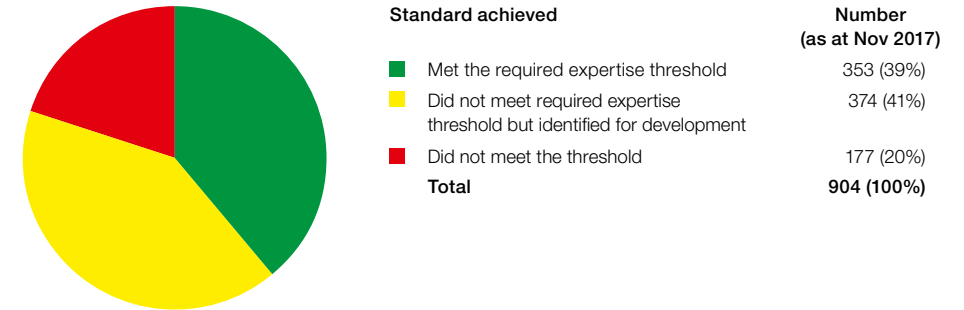 Standard achieved Number
(as at Nov 2017)
Met the required expertise threshold 353 (39%)
Did not meet required expertise 374 (41%)
threshold but identified for development
Did not meet the threshold 177 (20%)
Total 904 (100%)